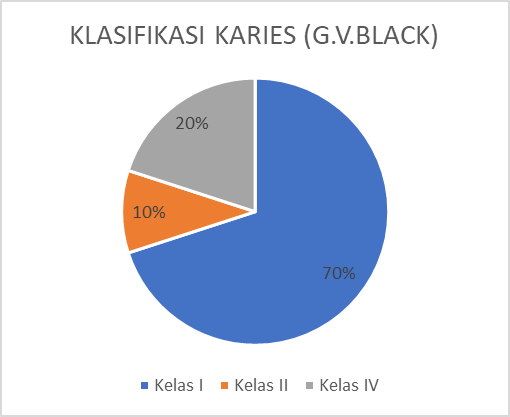 KLASIFIKASI KARIES (G.V.BLACK)
20%
10%
70%
Kelas I Kelas II Kelas IV